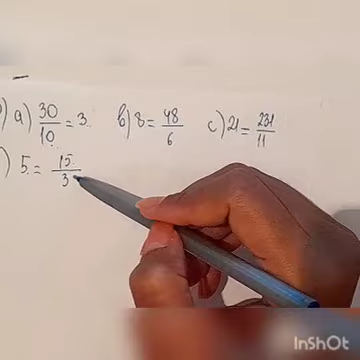 ) a) 30/10 = 3 b) 8 = 48/6 c) 21 = 231/11
) 5 = 15/3
InShOt